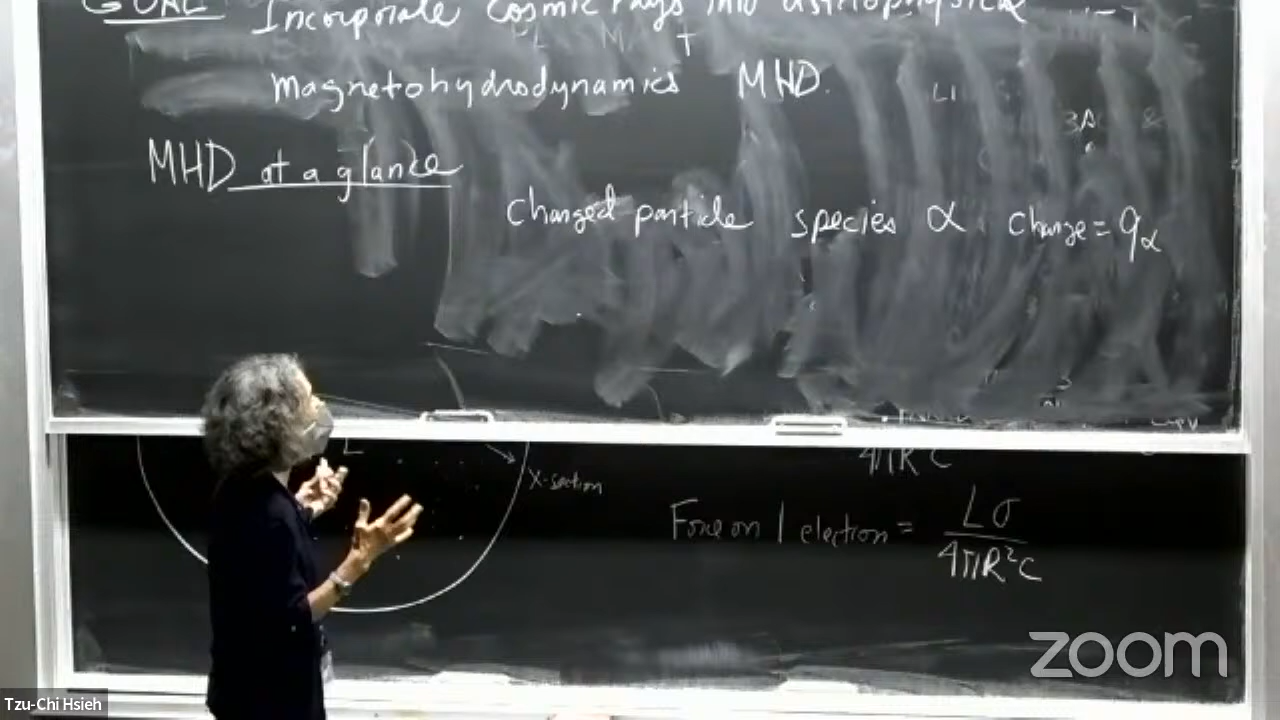 GOAL Incorporate cosmic rays into astrophysical
magnetohydrodynamics MHD.
MHD at a glance
Charged particle species α charge = qα
L
X-section
4πR²C
Force on 1 electron = Lσ / 4πR²C
zoom
Tzu-Chi Hsieh